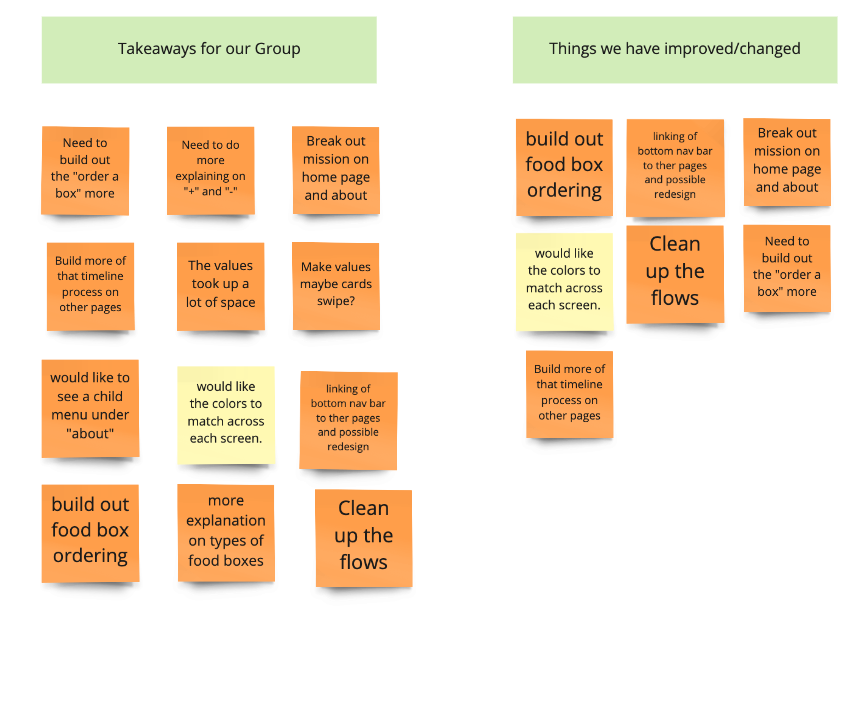 Takeaways for our Group
Need to
build out
the "order a
box" more
Need to do
more
explaining on
"+" and "-"
Break out
mission on
home page
and about
Build more of
that timeline
process on
other pages
The values
took up a
lot of space
Make values
maybe cards
swipe?
would like to
see a child
menu under
"about"
would like
the colors to
match across
each screen.
linking of
bottom nav bar
to ther pages
and possible
redesign
build out
food box
ordering
more
explanation
on types of
food boxes
Clean
up the
flows
Things we have improved/changed
build out
food box
ordering
linking of
bottom nav bar
to ther pages
and possible
redesign
Break out
mission on
home page
and about
would like
the colors to
match across
each screen.
Clean
up the
flows
Need to
build out
the "order a
box" more
Build more of
that timeline
process on
other pages